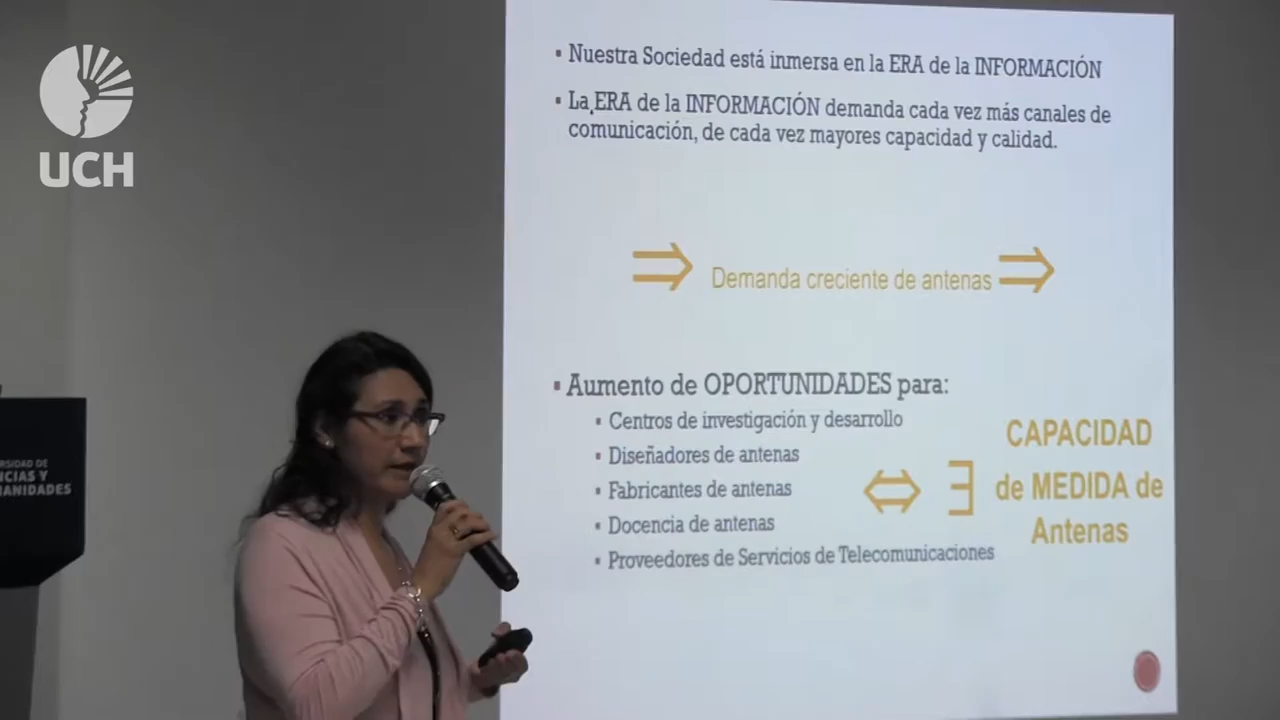 UCH
CIAS Y
ANIDADES
▪ Nuestra Sociedad está inmersa en la ERA de la INFORMACIÓN
▪ La ERA de la INFORMACIÓN demanda cada vez más canales de
comunicación, de cada vez mayores capacidad y calidad.
⇒ Demanda creciente de antenas ⇒
▪ Aumento de OPORTUNIDADES para:
▪ Centros de investigación y desarrollo
▪ Diseñadores de antenas
▪ Fabricantes de antenas
▪ Docencia de antenas
▪ Proveedores de Servicios de Telecomunicaciones
⇔ ∃
CAPACIDAD
de MEDIDA de
Antenas